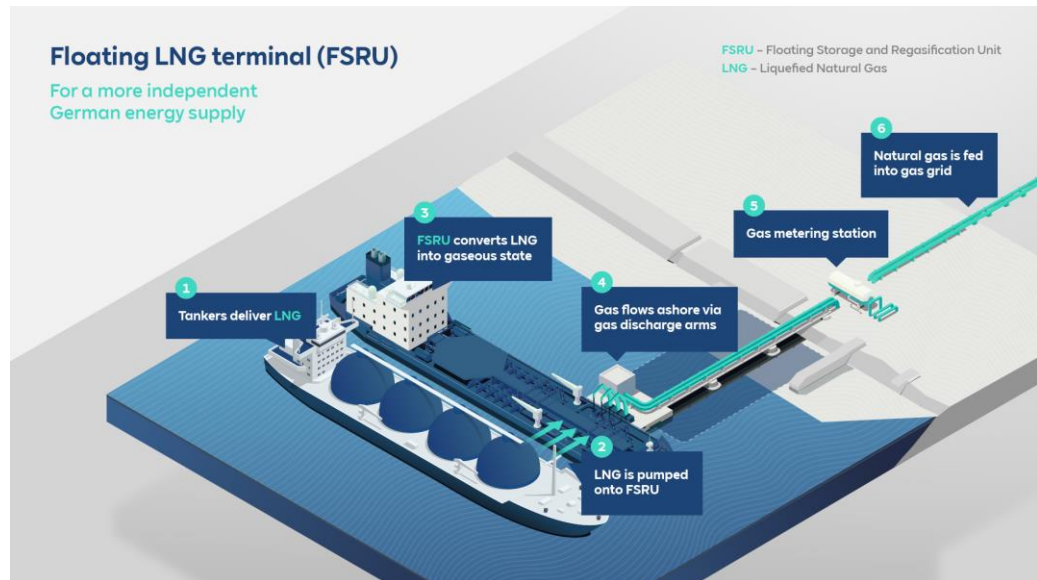 Floating LNG terminal (FSRU)
For a more independent
German energy supply
FSRU – Floating Storage and Regasification Unit
LNG – Liquefied Natural Gas
1
Tankers deliver LNG
2
LNG is pumped
onto FSRU
3
FSRU converts LNG
into gaseous state
4
Gas flows ashore via
gas discharge arms
5
Gas metering station
6
Natural gas is fed
into gas grid